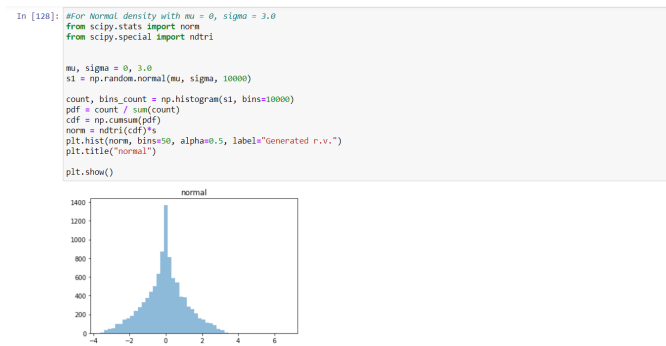 In [128]: #For Normal density with mu = 0, sigma = 3.0
from scipy.stats import norm
from scipy.special import ndtri
mu, sigma = 0, 3.0
s1 = np.random.normal(mu, sigma, 10000)
count, bins_count = np.histogram(s1, bins=10000)
pdf = count / sum(count)
cdf = np.cumsum(pdf)
norm = ndtri(cdf)*s
plt.hist(norm, bins=50, alpha=0.5, label="Generated r.v.")
plt.title("normal")
plt.show()
normal
1400
1200
1000
800
600
400
200
0
−4 −2 0 2 4 6